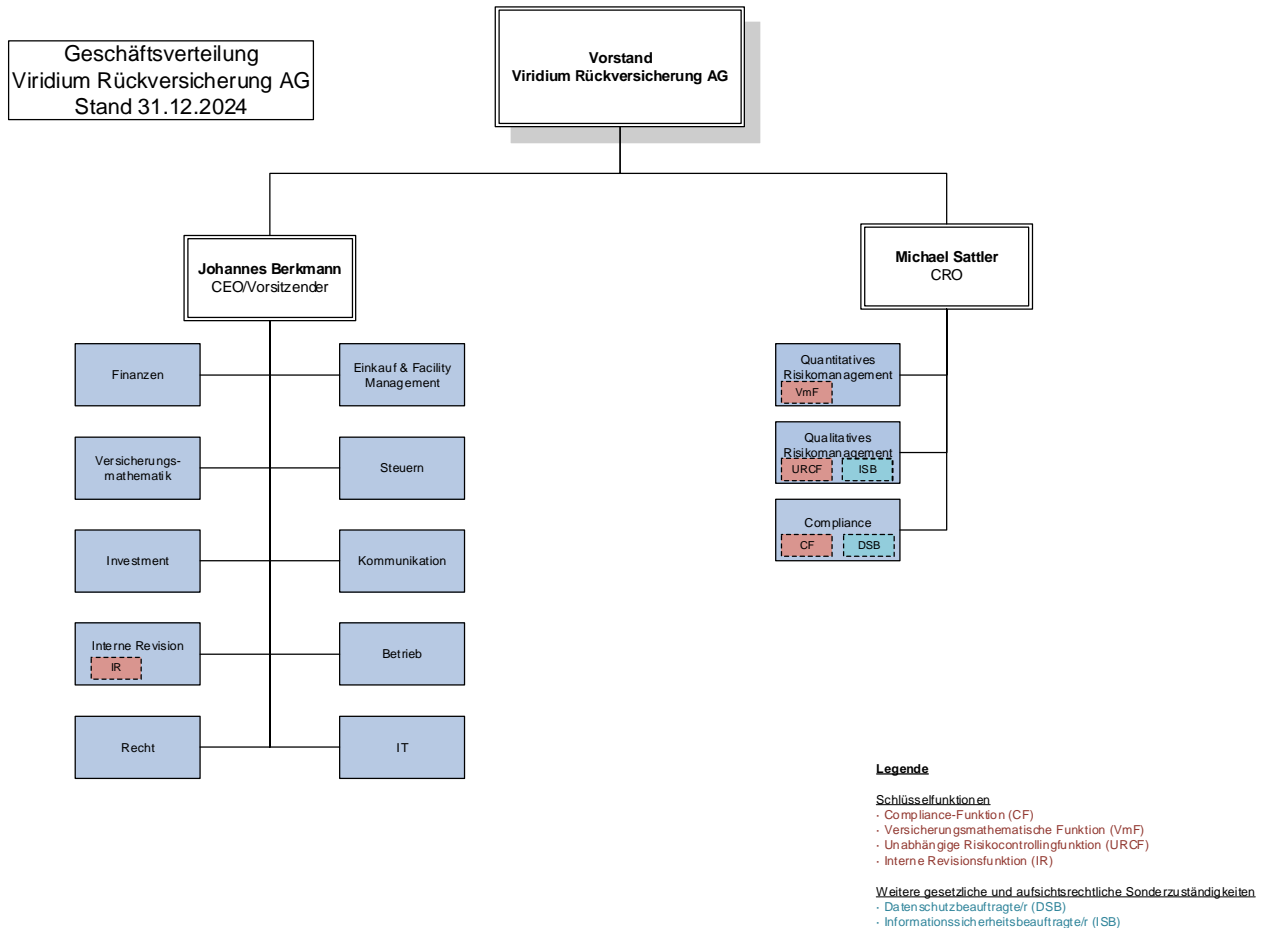 Geschäftsverteilung
Viridium Rückversicherung AG
Stand 31.12.2024
Vorstand
Viridium Rückversicherung AG
Johannes Berkmann
CEO/Vorsitzender
Michael Sattler
CRO
Finanzen
Einkauf & Facility
Management
Versicherungs-
mathematik
Steuern
Investment
Kommunikation
Interne Revision
IR
Betrieb
Recht
IT
Quantitatives
Risikomanagement
VmF
Qualitatives
Risikomanagement
URCF ISB
Compliance
CF DSB
Legende
Schlüsselfunktionen
- Compliance-Funktion (CF)
- Versicherungsmathematische Funktion (VmF)
- Unabhängige Risikocontrollingfunktion (URCF)
- Interne Revisionsfunktion (IR)
Weitere gesetzliche und aufsichtsrechtliche Sonderzuständigkeiten
- Datenschutzbeauftragte/r (DSB)
- Informationssicherheitsbeauftragte/r (ISB)